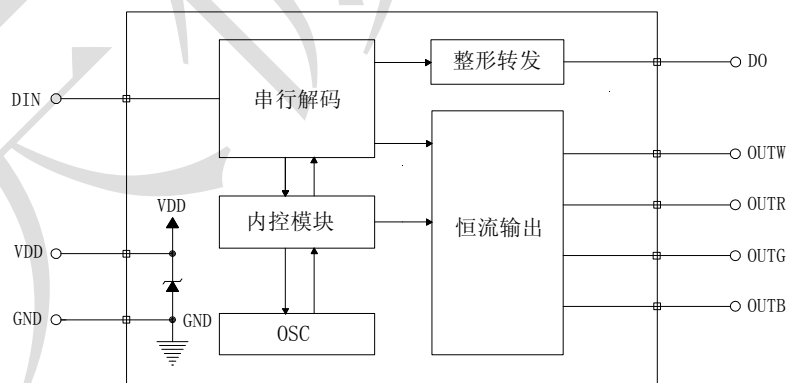 整形转发
DO
DIN
串行解码
OUTW
VDD
内控模块
OUTR
恒流输出
VDD
OUTG
OUTB
GND
GND
OSC